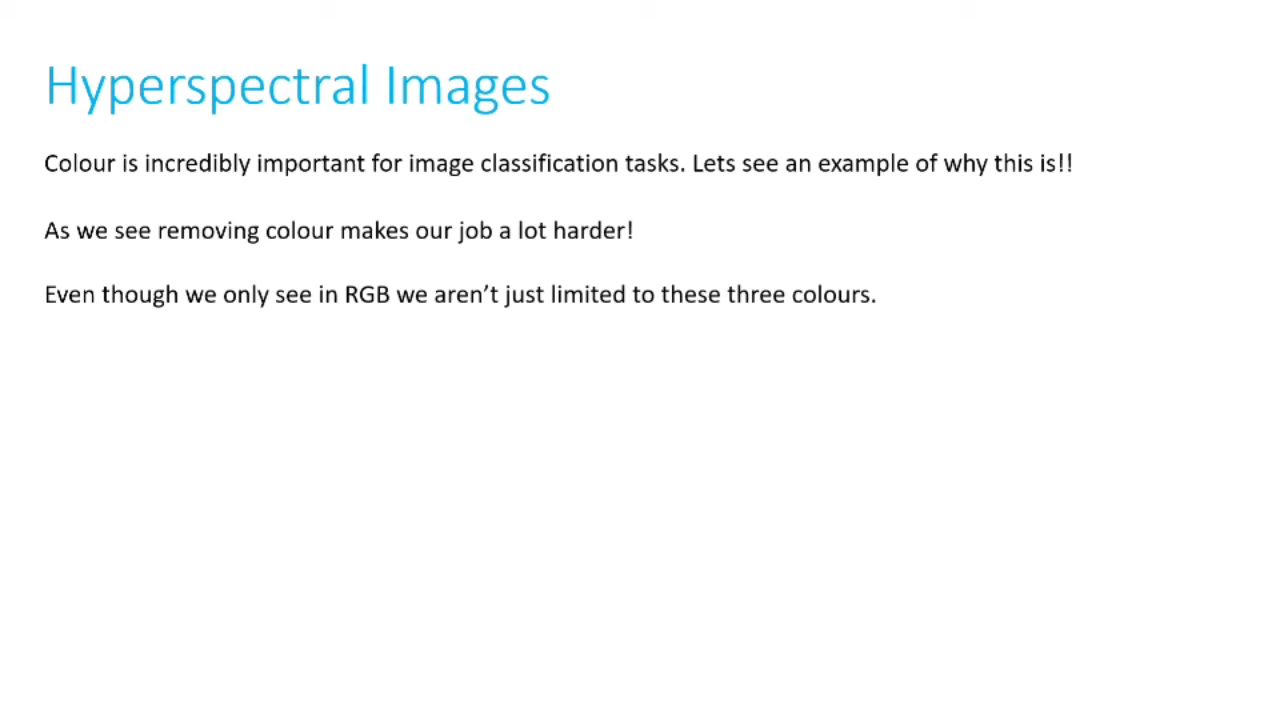 Hyperspectral Images
Colour is incredibly important for image classification tasks. Lets see an example of why this is!!
As we see removing colour makes our job a lot harder!
Even though we only see in RGB we aren’t just limited to these three colours.